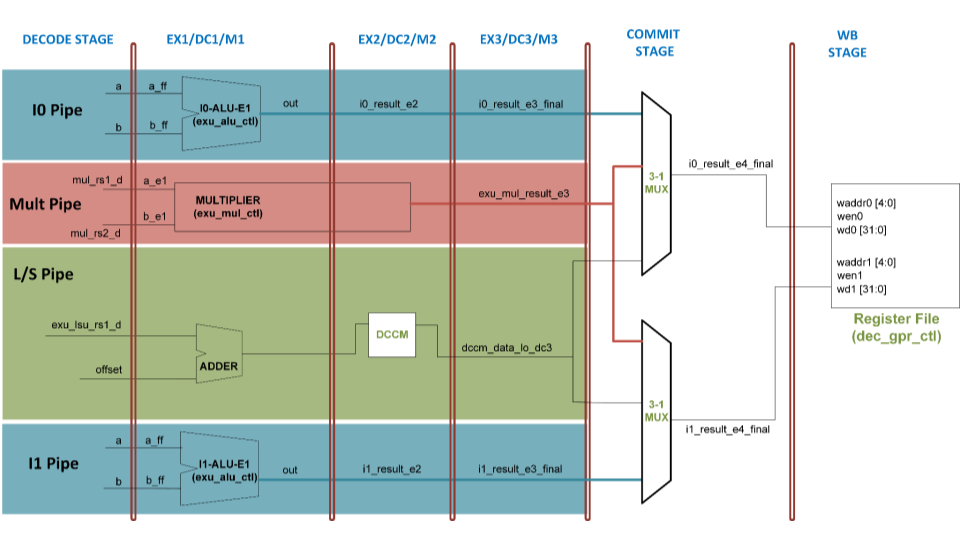 DECODE STAGE
EX1/DC1/M1
EX2/DC2/M2
EX3/DC3/M3
COMMIT
STAGE
WB
STAGE
I0 Pipe
a
a_ff
b
b_ff
I0-ALU-E1
(exu_alu_ctl)
out
i0_result_e2
i0_result_e3_final
Mult Pipe
mul_rs1_d
a_e1
b_e1
mul_rs2_d
MULTIPLIER
(exu_mul_ctl)
exu_mul_result_e3
3-1
MUX
i0_result_e4_final
waddr0 [4:0]
wen0
wd0 [31:0]
waddr1 [4:0]
wen1
wd1 [31:0]
Register File
(dec_gpr_ctl)
L/S Pipe
exu_lsu_rs1_d
offset
ADDER
DCCM
dccm_data_lo_dc3
3-1
MUX
i1_result_e4_final
I1 Pipe
a
a_ff
b
b_ff
I1-ALU-E1
(exu_alu_ctl)
out
i1_result_e2
i1_result_e3_final